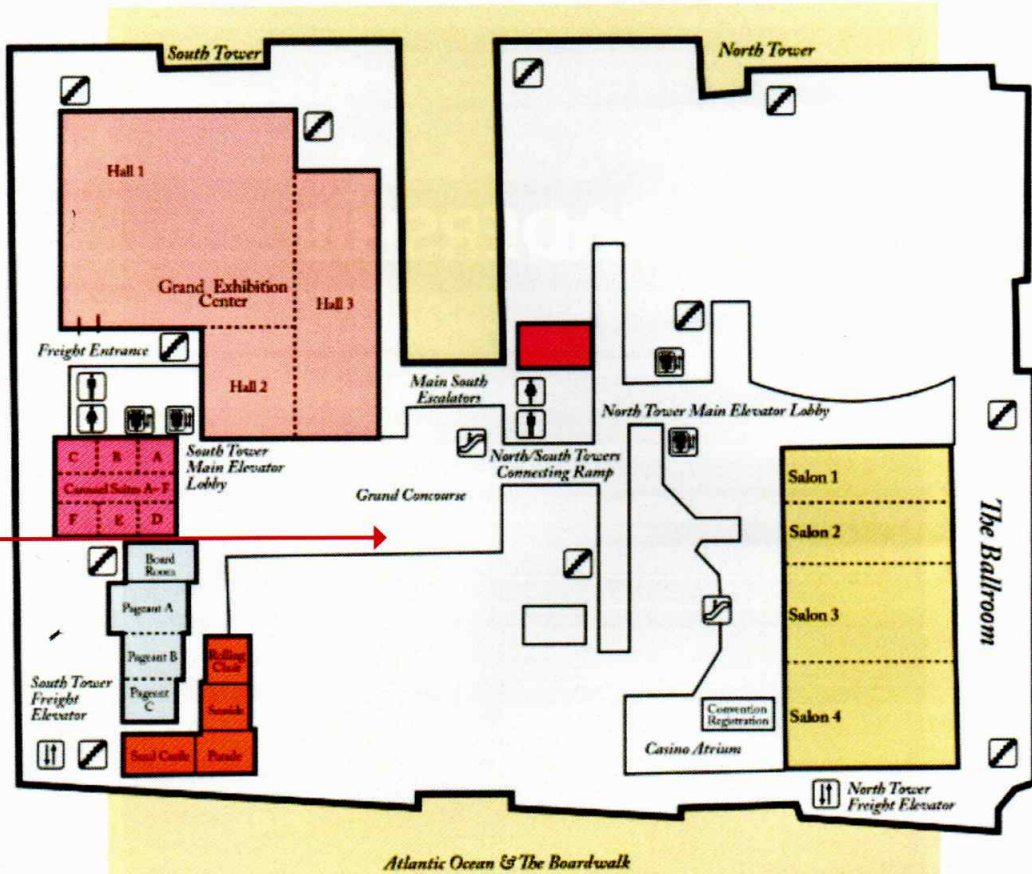 South Tower
North Tower
Hall 1
Grand Exhibition
Center
Hall 3
Freight Entrance
Hall 2
Main South
Escalators
North Tower Main Elevator Lobby
C B A
Carousel Suites A-F
F E D
South Tower
Main Elevator
Lobby
North/South Towers
Connecting Ramp
Grand Concourse
Salon 1
Salon 2
Salon 3
Salon 4
The Ballroom
Board
Room
Pageant A
Pageant B
Pageant
C
Rolling
Chair
Seaside
Sand Castle
Parade
South Tower
Freight
Elevator
Convention
Registration
Casino Atrium
North Tower
Freight Elevator
Atlantic Ocean & The Boardwalk